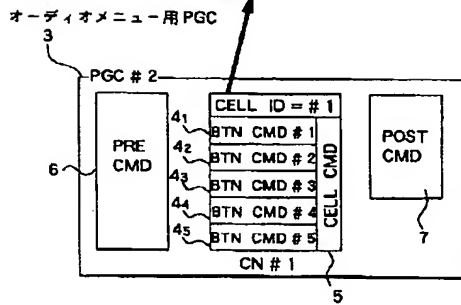 オーディオメニュー用PGC
3
PGC # 2
CELL ID = # 1
4₁
BTN CMD # 1
4₂
BTN CMD # 2
4₃
BTN CMD # 3
4₄
BTN CMD # 4
4₅
BTN CMD # 5
CELL CMD
PRE
CMD
6
POST
CMD
7
CN # 1
5